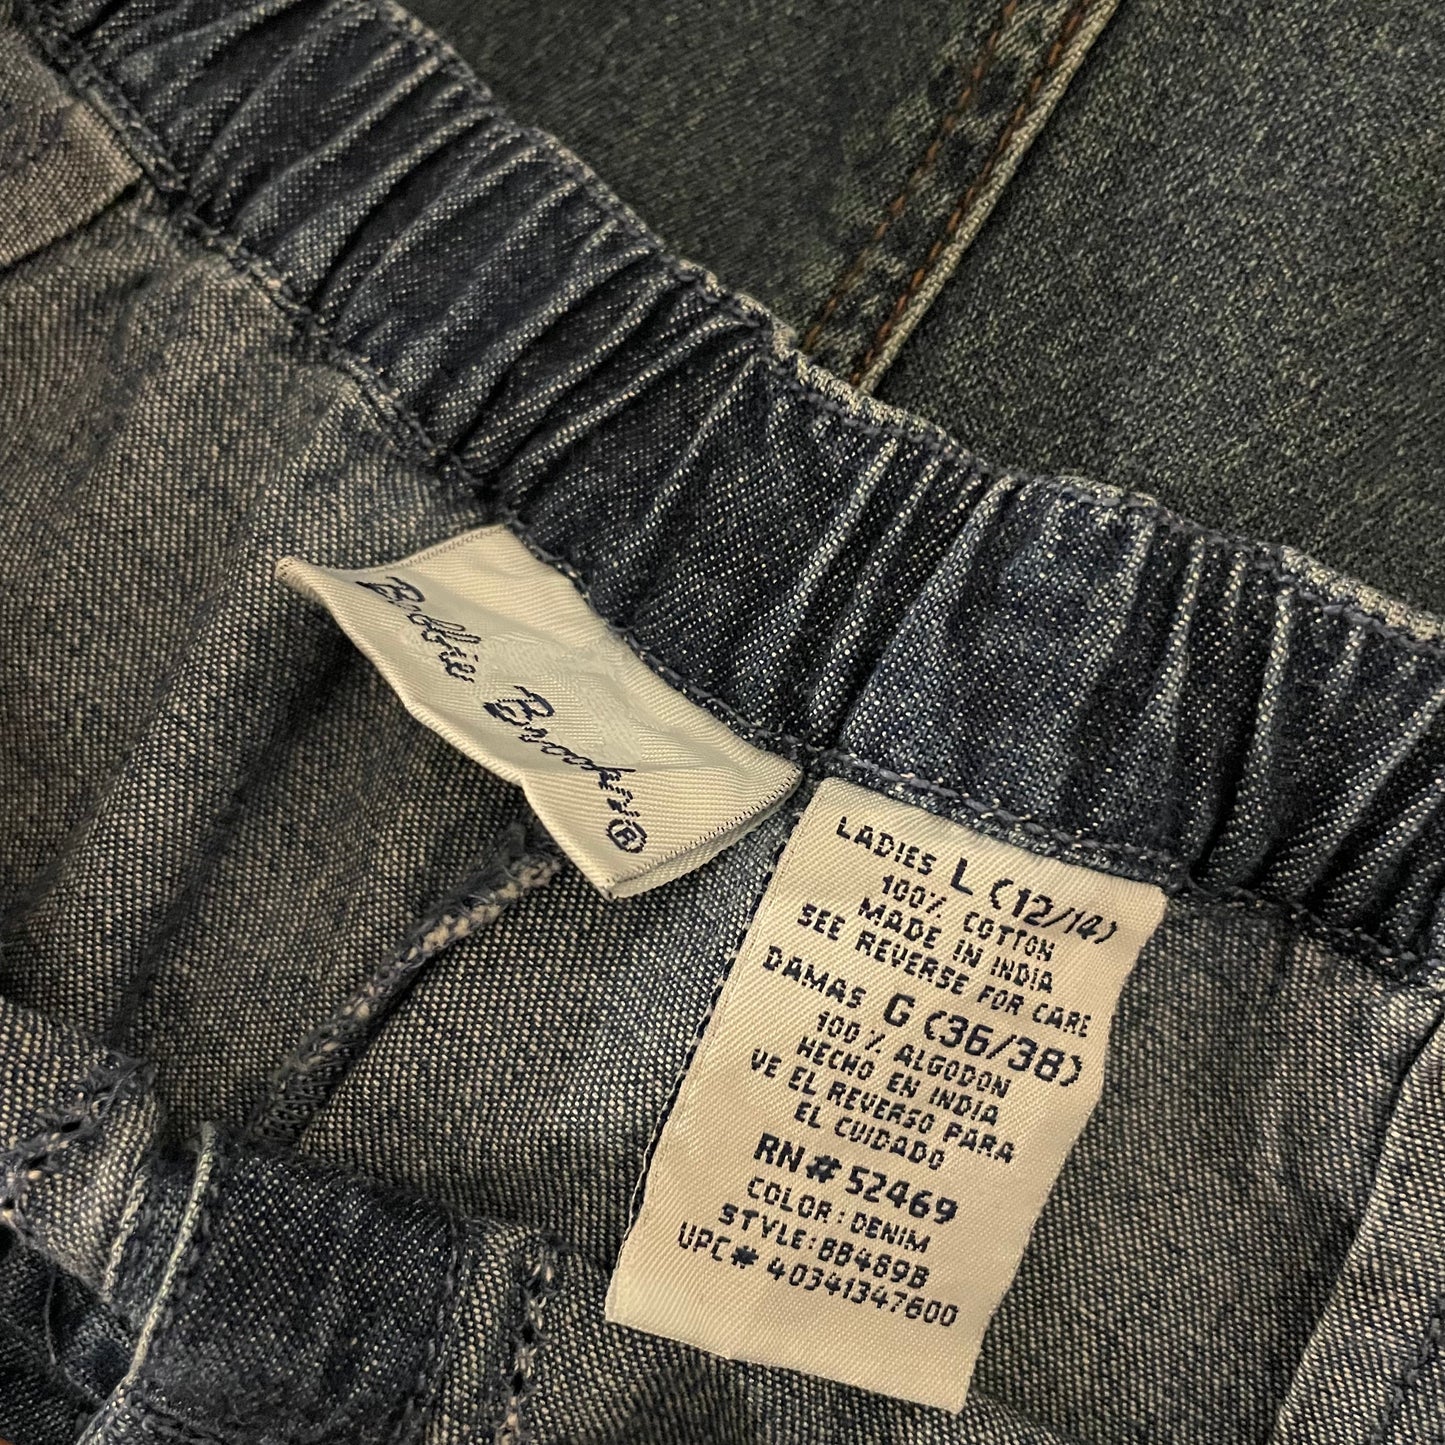 Bobbie Brooks®
LADIES L (12/14)
100% COTTON
MADE IN INDIA
SEE REVERSE FOR CARE
DAMAS G (36/38)
100% ALGODON
HECHO EN INDIA
VE EL REVERSO PARA
EL CUIDADO
RN# 52469
COLOR: DENIM
STYLE: BB469B
UPC# 40341347600